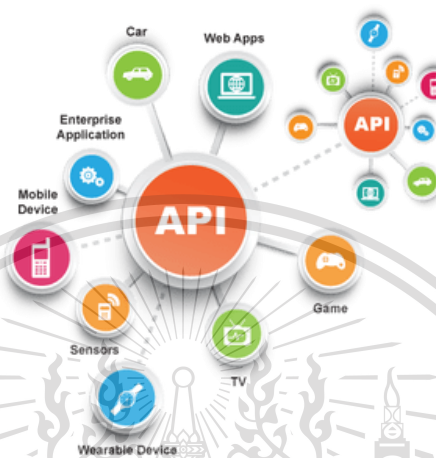 Car
Web Apps
Enterprise
Application
API
Mobile
Device
API
Game
Sensors
TV
Wearable Device